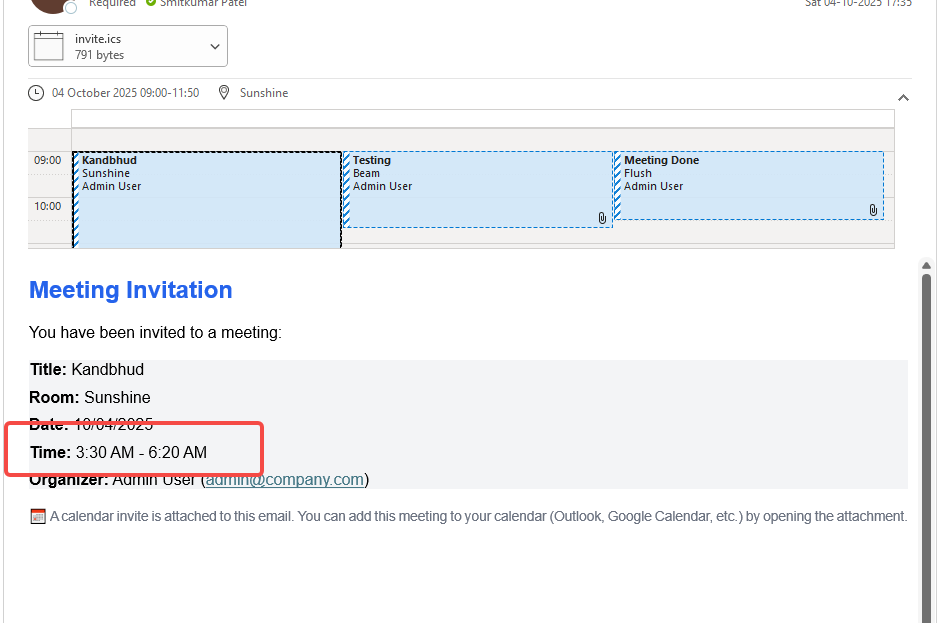 Required Smitkumar Patel
Sat 04-10-2025 17:35
invite.ics
791 bytes
04 October 2025 09:00-11:50 Sunshine
09:00
10:00
Kandbhud
Sunshine
Admin User
Testing
Beam
Admin User
Meeting Done
Flush
Admin User
Meeting Invitation
You have been invited to a meeting:
Title: Kandbhud
Room: Sunshine
Date: 10/04/2025
Time: 3:30 AM - 6:20 AM
Organizer: Admin User (admin@company.com)
A calendar invite is attached to this email. You can add this meeting to your calendar (Outlook, Google Calendar, etc.) by opening the attachment.